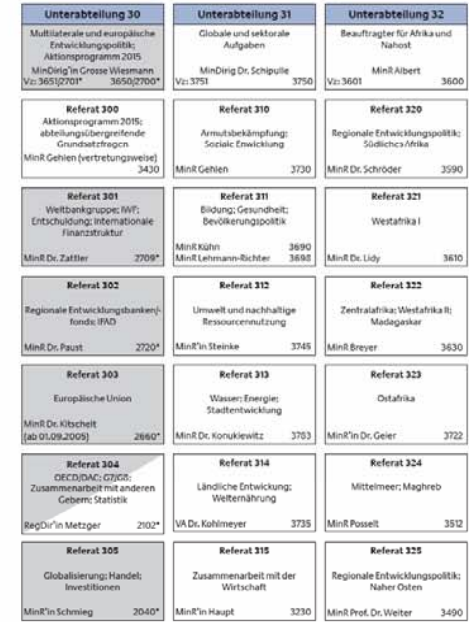 Unterabteilung 30
Multilaterale und europäische
Entwicklungspolitik;
Aktionsprogramm 2015
MinDirig'in Grosse Wiesmann
Vz: 3651/2701* 3650/2700*
Referat 300
Aktionsprogramm 2015;
abteilungsübergreifende
Grundsatzfragen
MinR Gehlen (vertretungsweise)
3430
Referat 301
Weltbankgruppe; IWF;
Entschuldung; Internationale
Finanzstruktur
MinR Dr. Zattler 2709*
Referat 302
Regionale Entwicklungsbanken/-
fonds; IFAD
MinR Dr. Paust 2720*
Referat 303
Europäische Union
MinR Dr. Kitschelt
(ab 01.09.2005) 2660*
Referat 304
OECD/DAC; G7/G8;
Zusammenarbeit mit anderen
Gebern; Statistik
RegDir'in Metzger 2102*
Referat 305
Globalisierung; Handel;
Investitionen
MinR'in Schmieg 2040*
Unterabteilung 31
Globale und sektorale
Aufgaben
MinDirig Dr. Schipulle
Vz: 3751 3750
Referat 310
Armutsbekämpfung;
Soziale Enwicklung
MinR Gehlen 3730
Referat 311
Bildung; Gesundheit;
Bevölkerungspolitik
MinR Kühn 3690
MinR Lehmann-Richter 3698
Referat 312
Umwelt und nachhaltige
Ressourcennutzung
MinR'in Steinke 3745
Referat 313
Wasser; Energie;
Stadtentwicklung
MinR Dr. Konukiewitz 3783
Referat 314
Ländliche Entwickung;
Welternährung
VA Dr. Kohlmeyer 3735
Referat 315
Zusammenarbeit mit der
Wirtschaft
MinR'in Haupt 3230
Unterabteilung 32
Beauftragter für Afrika und
Nahost
MinR Albert
Vz: 3601 3600
Referat 320
Regionale Entwicklungspolitik;
Südliches Afrika
MinR Dr. Schröder 3590
Referat 321
Westafrika I
MinR Dr. Lidy 3610
Referat 322
Zentralafrika; Westafrika II;
Madagaskar
MinR Breyer 3630
Referat 323
Ostafrika
MinR'in Dr. Geier 3722
Referat 324
Mittelmeer; Maghreb
MinR Posselt 3512
Referat 325
Regionale Entwicklungspolitik;
Naher Osten
MinR Prof. Dr. Weiter 3490